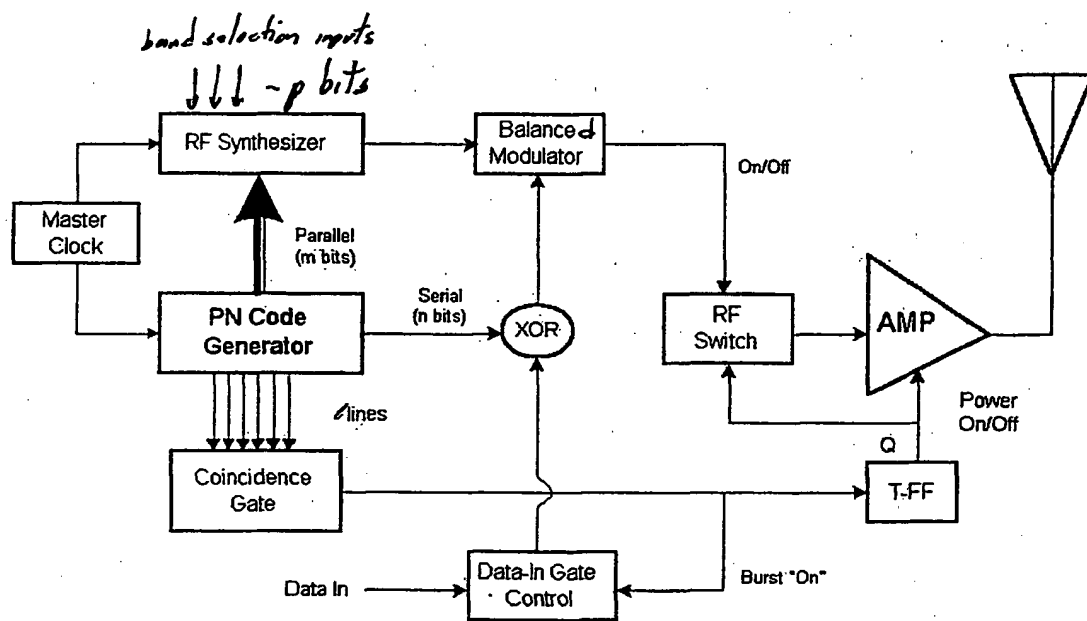 band selection inputs
~p bits
RF Synthesizer
Balanced
Modulator
On/Off
Master
Clock
Parallel
(m bits)
PN Code
Generator
Serial
(n bits)
XOR
RF
Switch
AMP
Power
On/Off
Q
l lines
Coincidence
Gate
T-FF
Data In
Data-In Gate
Control
Burst "On"